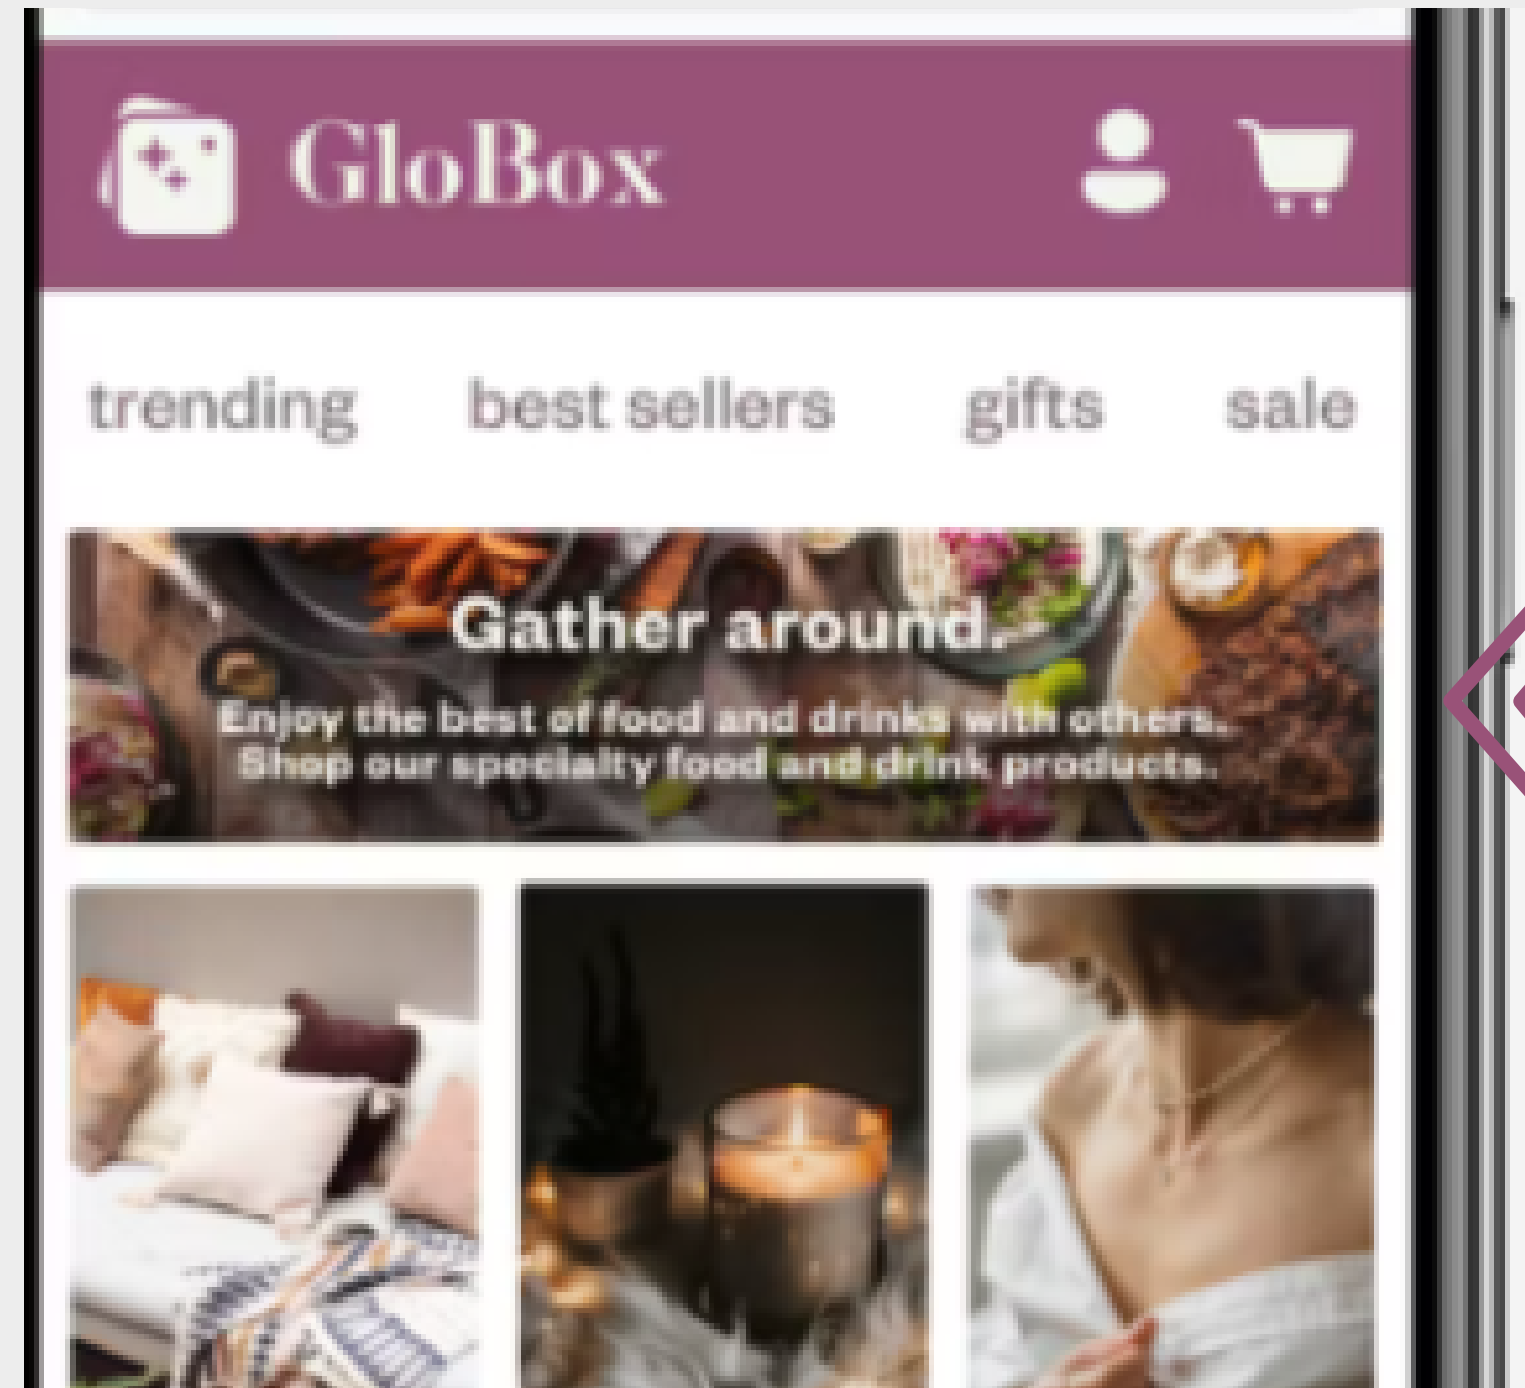 GloBox
trending best sellers gifts sale
Gather around.
Enjoy the best of food and drinks with others.
Shop our specialty food and drink products.